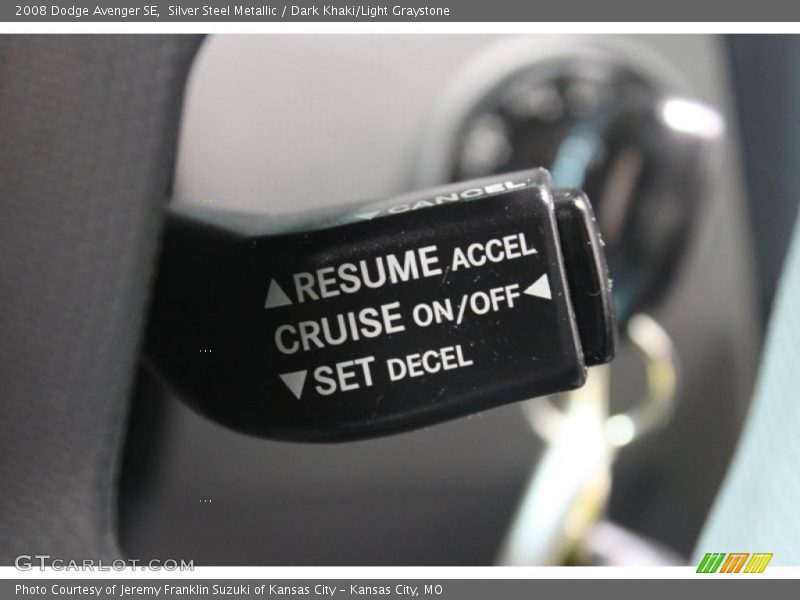 2008 Dodge Avenger SE,  Silver Steel Metallic / Dark Khaki/Light Graystone
CANCEL
RESUME ACCEL
CRUISE ON/OFF
SET DECEL
GTCARLOT.COM
Photo Courtesy of Jeremy Franklin Suzuki of Kansas City – Kansas City, MO